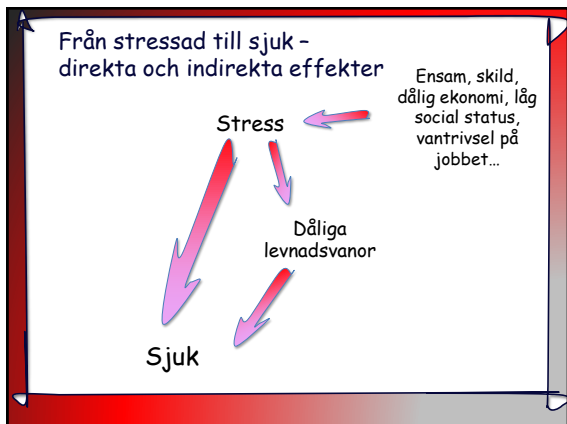 Från stressad till sjuk –
direkta och indirekta effekter
Ensam, skild,
dålig ekonomi, låg
social status,
vantrivsel på
jobbet…
Stress
Dåliga
levnadsvanor
Sjuk